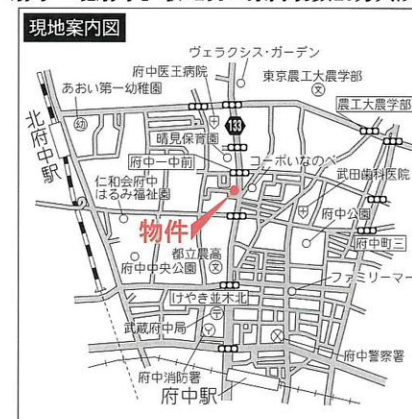 現地案内図
ヴェラクシス・ガーデン
府中医王病院
東京農工大農学部
文
あおい第一幼稚園
幼
農工大農学部
133
北府中駅
晴見保育園
府中一中前
コーポいなのべ
武田歯科医院
仁和会府中
はるみ福祉園
府中公園
物件
都立農高
文
府中中央公園
府中町三
ファミリーマー
けやき並木北
武蔵府中局
府中警察署
府中消防署
府中駅